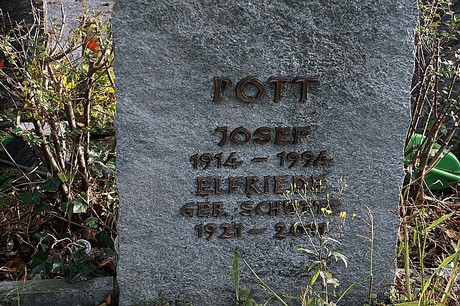 POTT
JOSEF
1914 - 1994
ELFRIEDE
GEB.
1921 -